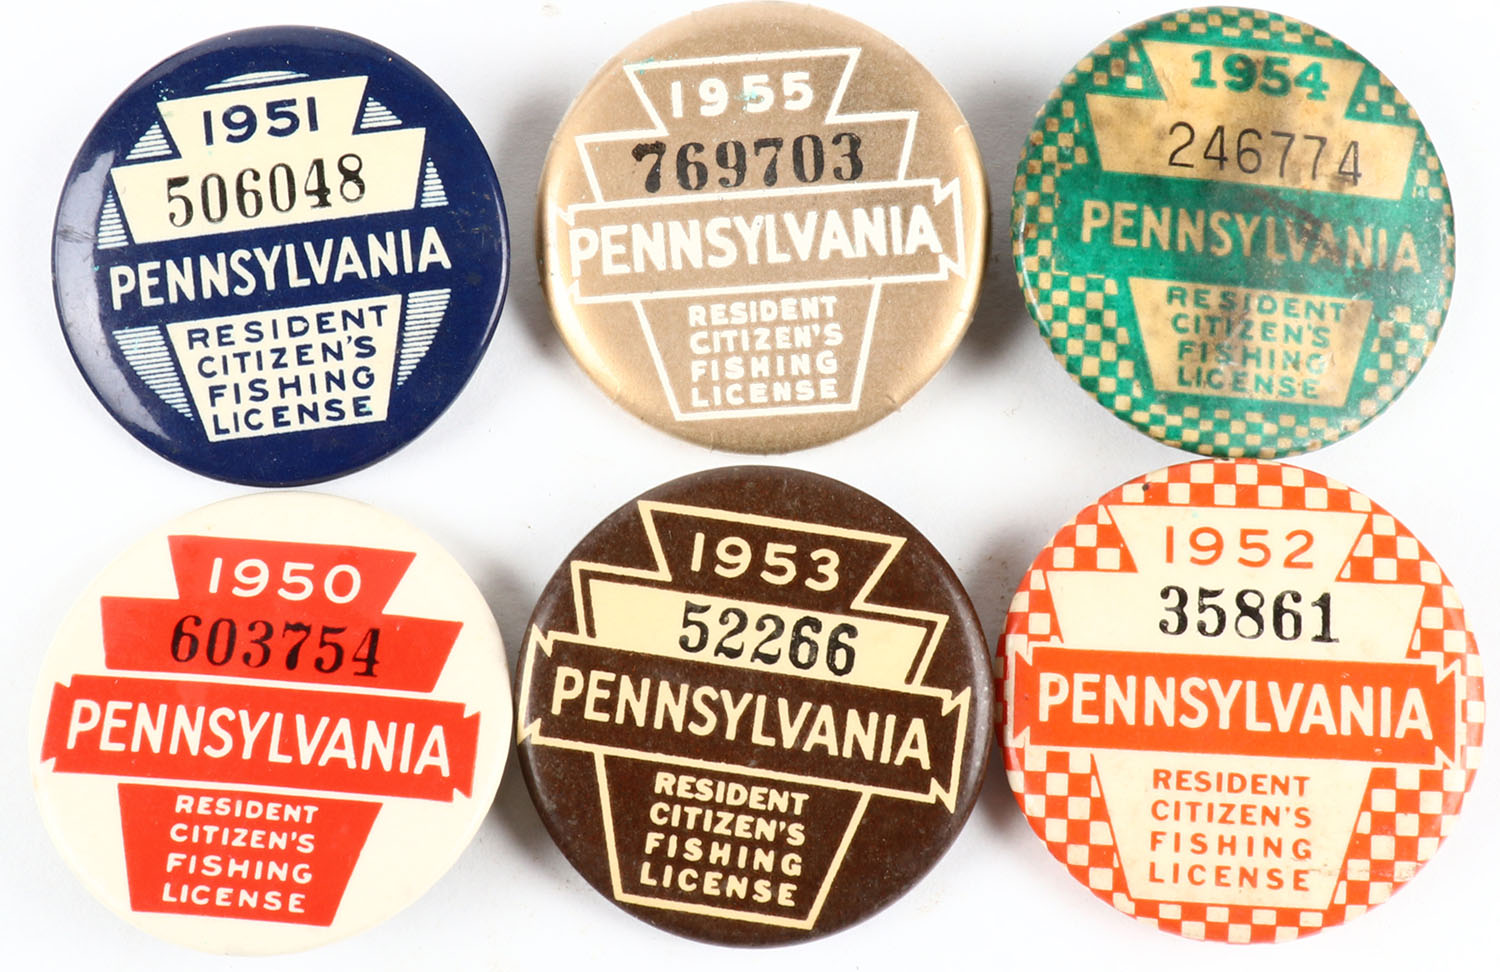 1951
506048
PENNSYLVANIA
RESIDENT
CITIZEN'S
FISHING
LICENSE
1955
769703
PENNSYLVANIA
RESIDENT
CITIZEN'S
FISHING
LICENSE
1954
246774
PENNSYLVANIA
RESIDENT
CITIZEN'S
FISHING
LICENSE
1950
603754
PENNSYLVANIA
RESIDENT
CITIZEN'S
FISHING
LICENSE
1953
52266
PENNSYLVANIA
RESIDENT
CITIZEN'S
FISHING
LICENSE
1952
35861
PENNSYLVANIA
RESIDENT
CITIZEN'S
FISHING
LICENSE